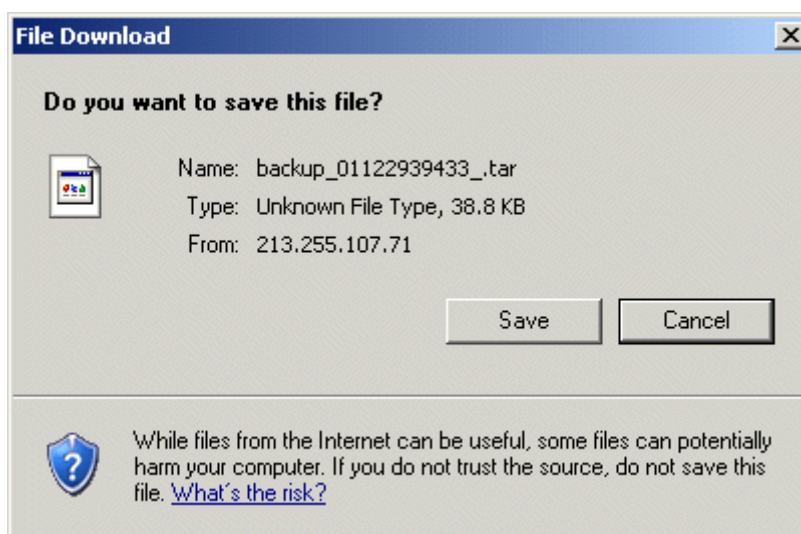 File Download
Do you want to save this file?
Name: backup_01122939433_.tar
Type: Unknown File Type, 38.8 KB
From: 213.255.107.71
Save Cancel
While files from the Internet can be useful, some files can potentially
harm your computer. If you do not trust the source, do not save this
file. What's the risk?